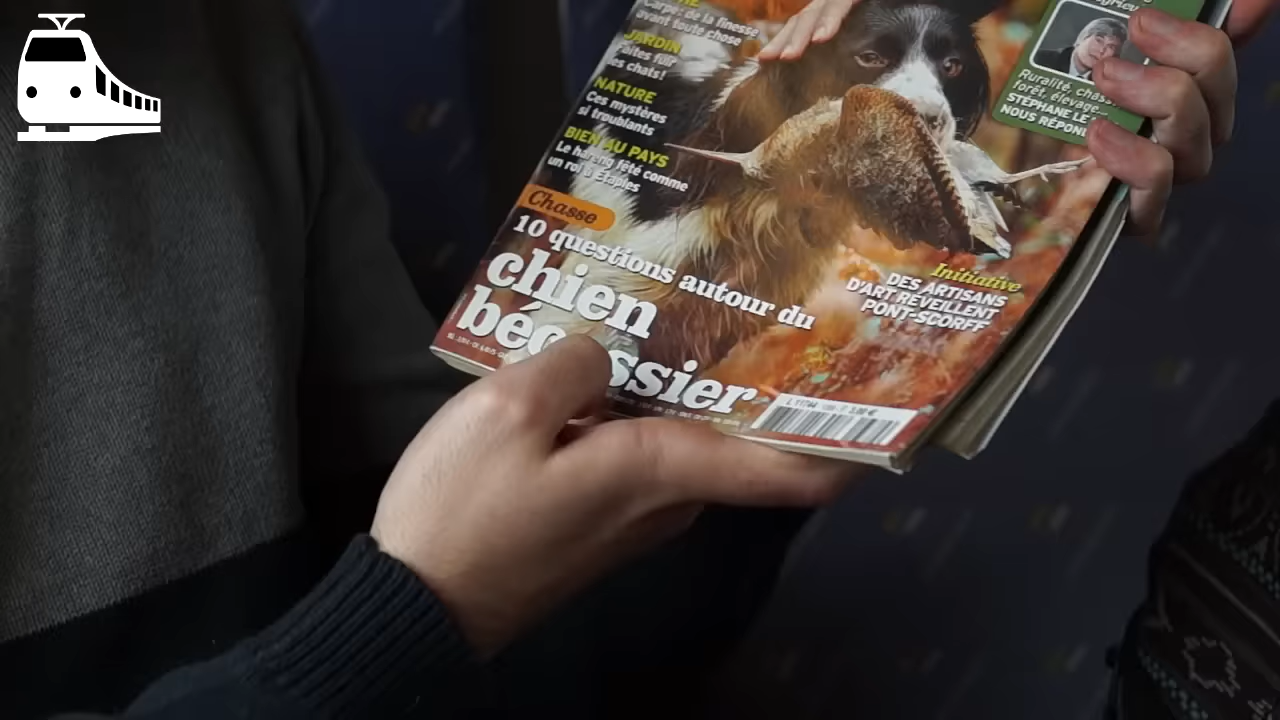 Carpe: de la finesse
avant toute chose
JARDIN
Faites fuir
les chats!
NATURE
Ces mystères
si troublants
BIEN AU PAYS
Le hareng fêté comme
un roi à Étaples
Chasse
10 questions autour du
chien
bécassier
Ruralité, chasse
forêt, élevage...
STÉPHANE LE
NOUS RÉPOND
Initiative
DES ARTISANS
D'ART RÉVEILLENT
PONT-SCORFF